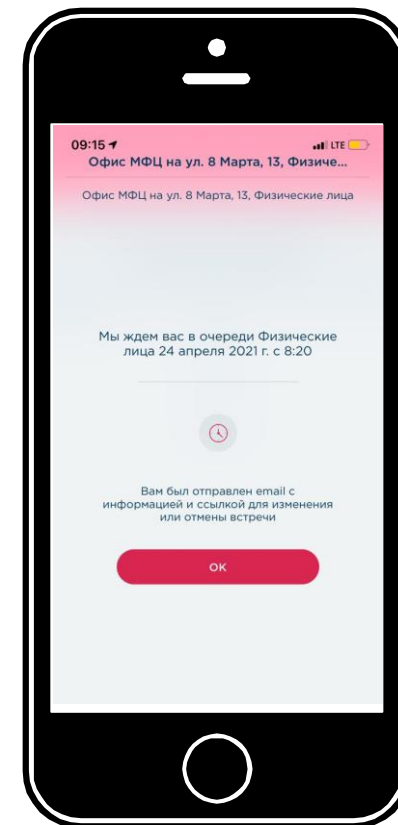 09:15 LTE
Офис МФЦ на ул. 8 Марта, 13, Физиче...
Офис МФЦ на ул. 8 Марта, 13, Физические лица
Мы ждем вас в очереди Физические
лица 24 апреля 2021 г. с 8:20
Вам был отправлен email с
информацией и ссылкой для изменения
или отмены встречи
ОК